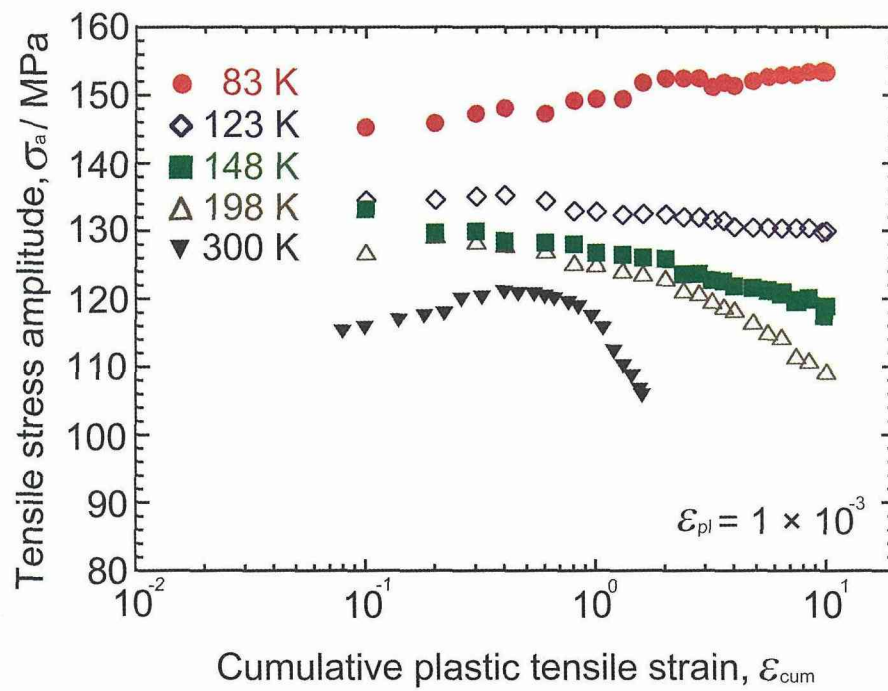 Tensile stress amplitude, σa / MPa
160
150
140
130
120
110
100
90
80
83 K
123 K
148 K
198 K
300 K
εpl = 1 × 10-3
10-2
10-1
100
101
Cumulative plastic tensile strain, εcum